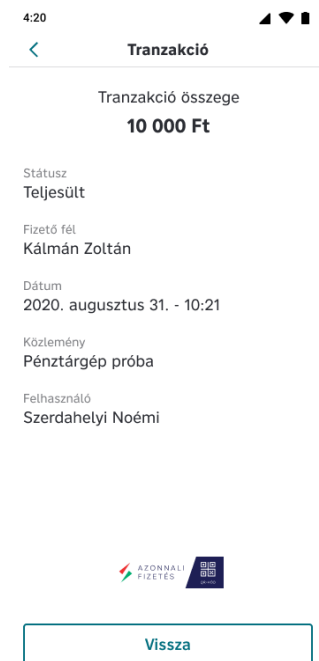 4:20
Tranzakció
Tranzakció összege
10 000 Ft
Státusz
Teljesült
Fizető fél
Kálmán Zoltán
Dátum
2020. augusztus 31. - 10:21
Közlemény
Pénztárgép próba
Felhasználó
Szerdahelyi Noémi
AZONNALI
FIZETÉS
Vissza